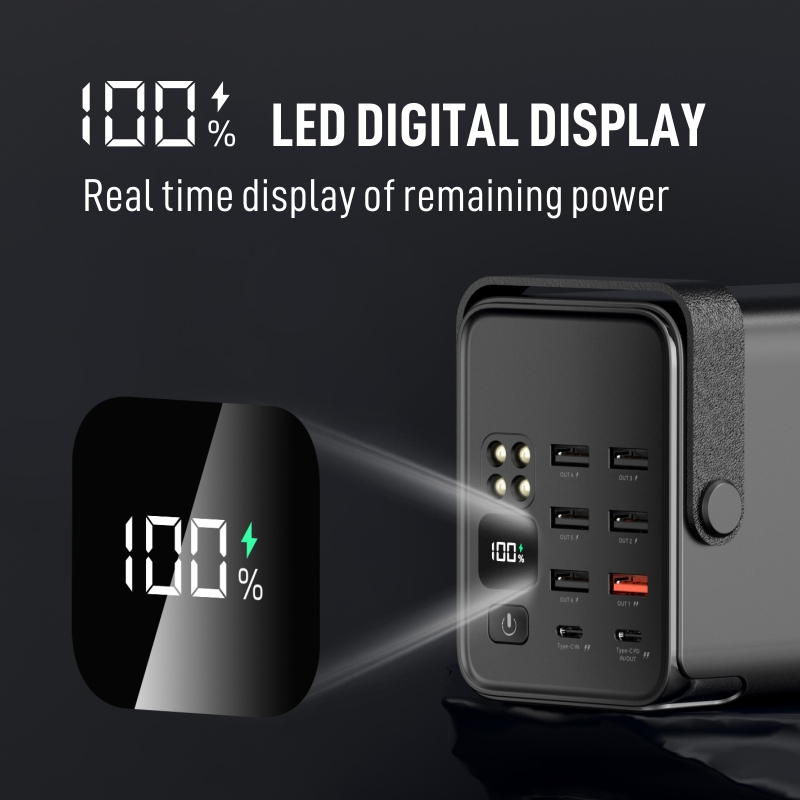 100%
LED DIGITAL DISPLAY
Real time display of remaining power
100%
100%
OUT 4
OUT 3
OUT 5
OUT 2
OUT 6
OUT 1
Type-C IN
Type-C PD
IN/OUT